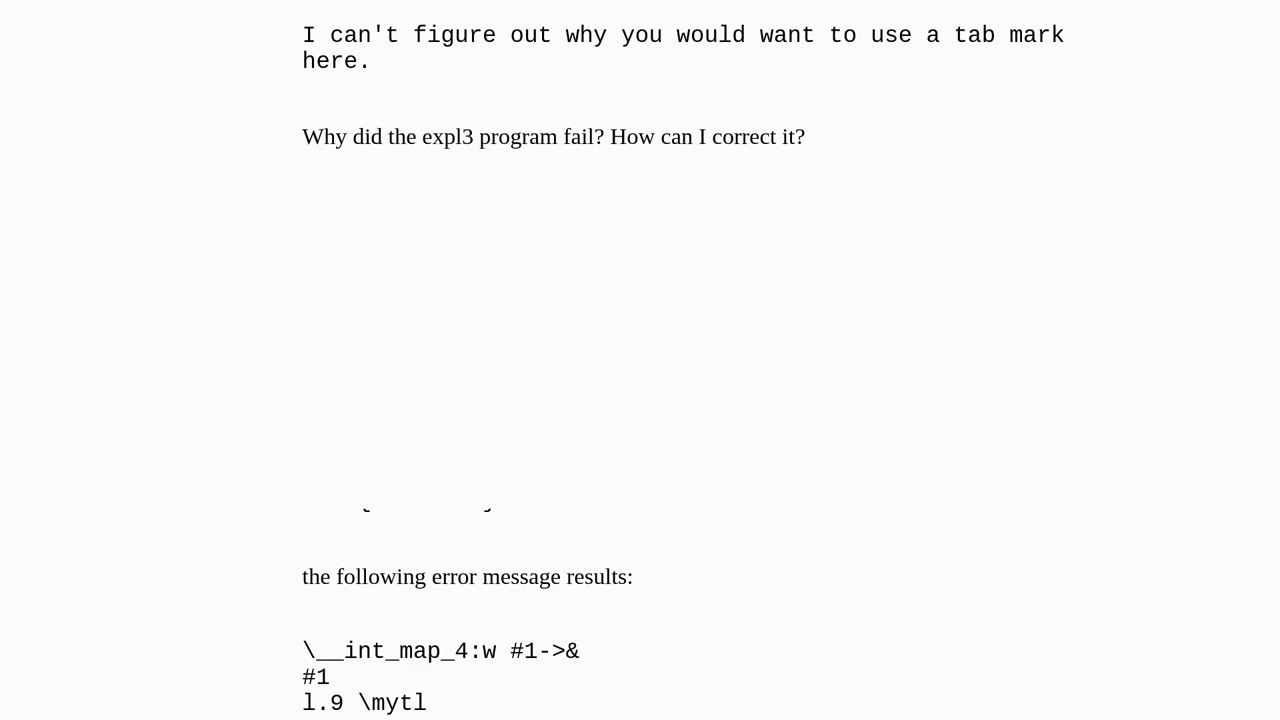 I can't figure out why you would want to use a tab mark
here.
Why did the expl3 program fail? How can I correct it?
the following error message results:
\__int_map_4:w #1->&
#1
l.9 \mytl